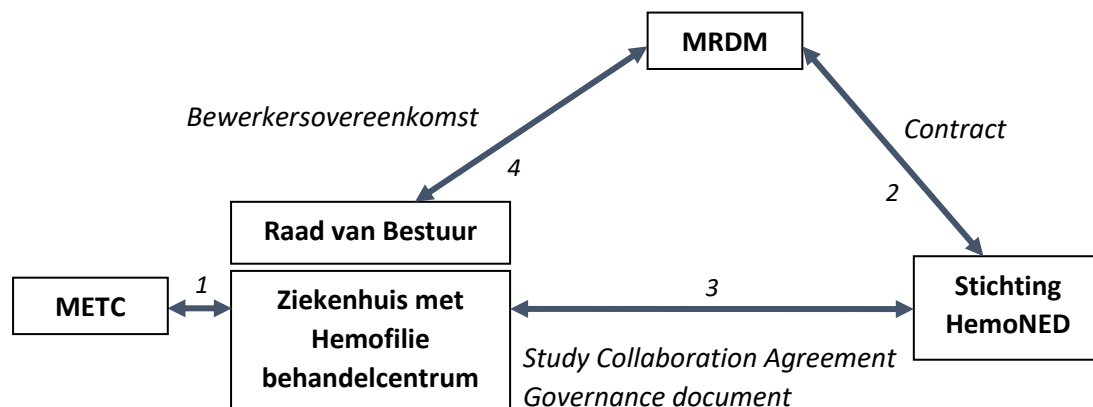 MRDM
Bewerkersovereenkomst
Contract
4
2
Raad van Bestuur
METC
1
Ziekenhuis met
Hemofilie
behandelcentrum
3
Stichting
HemoNED
Study Collaboration Agreement
Governance document